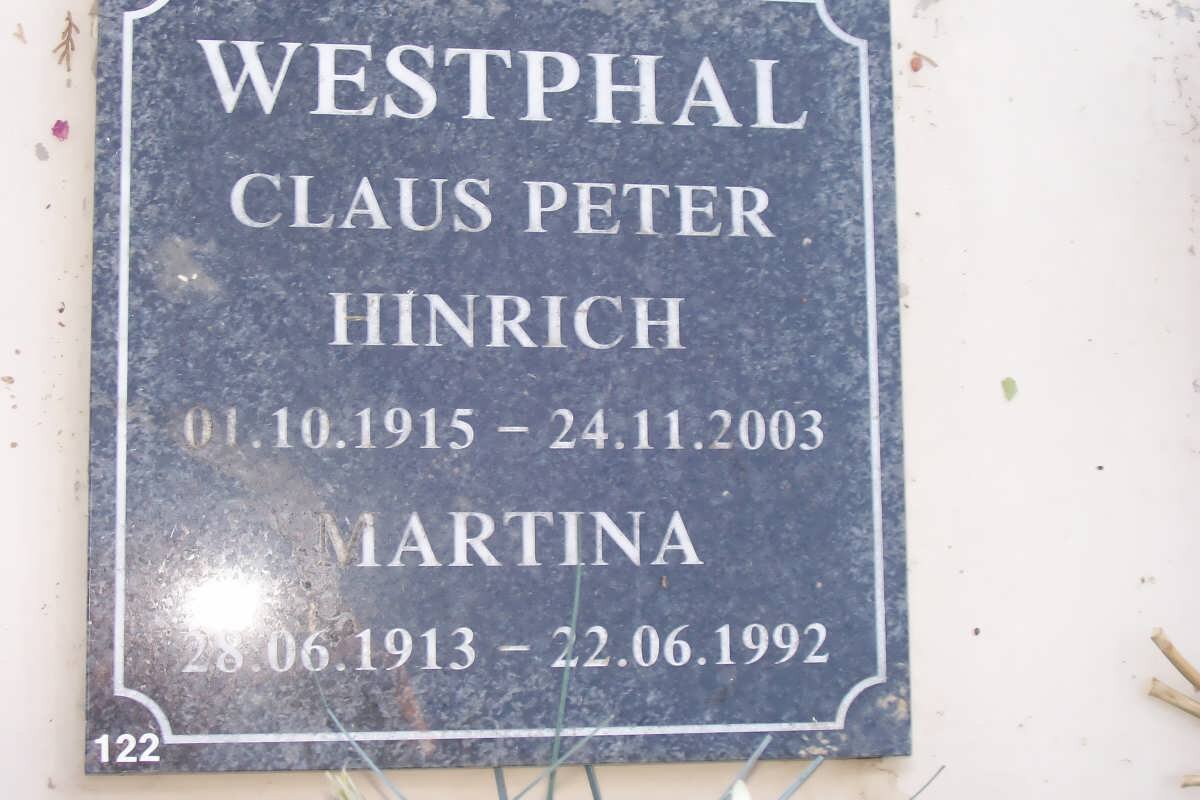 WESTPHAL
CLAUS PETER
HINRICH
01.10.1915 – 24.11.2003
MARTINA
28.06.1913 – 22.06.1992
122